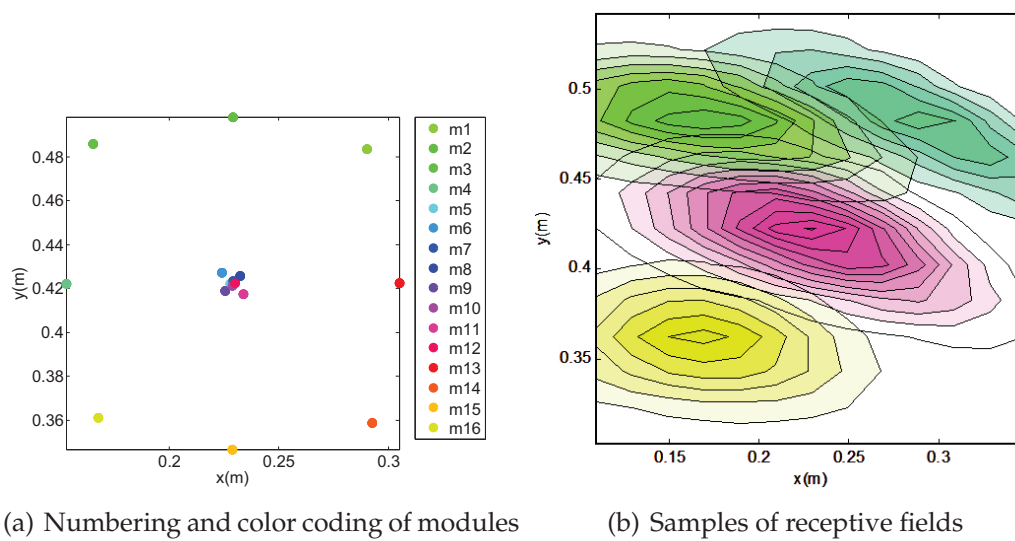 0.48
0.46
0.44
0.42
0.4
0.38
0.36
y(m)
0.2
0.25
0.3
x(m)
m1
m2
m3
m4
m5
m6
m7
m8
m9
m10
m11
m12
m13
m14
m15
m16
(a) Numbering and color coding of modules
0.5
0.45
0.4
0.35
y(m)
0.15
0.2
0.25
0.3
x(m)
(b) Samples of receptive fields